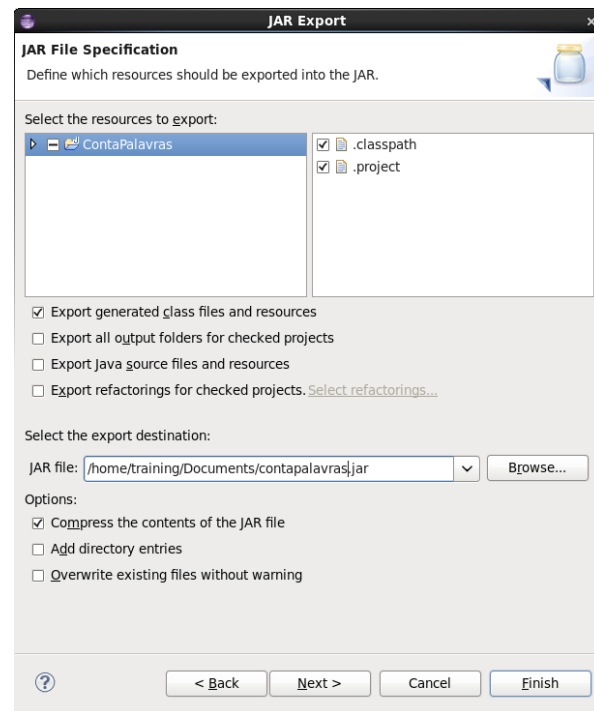 JAR Export
JAR File Specification
Define which resources should be exported into the JAR.
Select the resources to export:
ContaPalavras
.classpath
.project
Export generated class files and resources
Export all output folders for checked projects
Export Java source files and resources
Export refactorings for checked projects. Select refactorings...
Select the export destination:
JAR file: /home/training/Documents/contapalavras.jar Browse...
Options:
Compress the contents of the JAR file
Add directory entries
Overwrite existing files without warning
? < Back Next > Cancel Finish